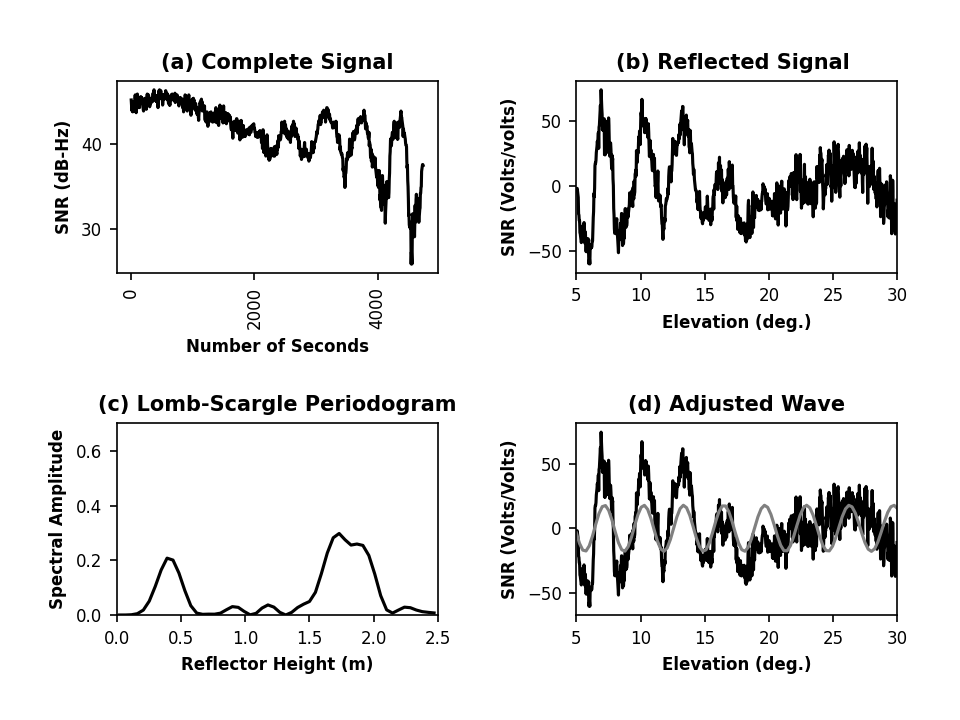 (a) Complete Signal
SNR (dB-Hz)
40
30
0
2000
4000
Number of Seconds
(b) Reflected Signal
SNR (Volts/volts)
50
0
−50
5 10 15 20 25 30
Elevation (deg.)
(c) Lomb-Scargle Periodogram
Spectral Amplitude
0.6
0.4
0.2
0.0
0.0 0.5 1.0 1.5 2.0 2.5
Reflector Height (m)
(d) Adjusted Wave
SNR (Volts/Volts)
50
0
−50
5 10 15 20 25 30
Elevation (deg.)